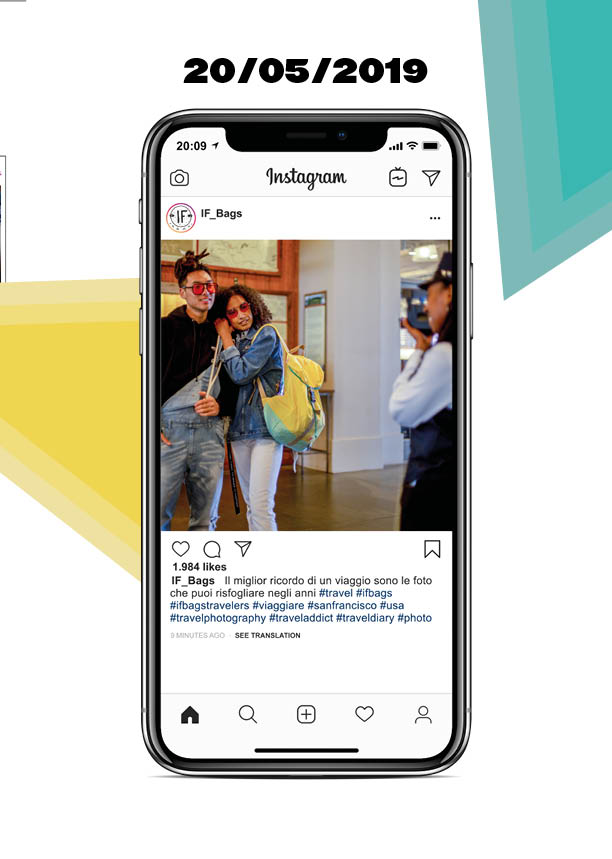 20/05/2019
20:09
Instagram
IF
IF_Bags
1.984 likes
IF_Bags Il miglior ricordo di un viaggio sono le foto
che puoi risfogliare negli anni #travel #ifbags
#ifbagstravelers #viaggiare #sanfrancisco #usa
#travelphotography #traveladdict #traveldiary #photo
9 MINUTES AGO · SEE TRANSLATION